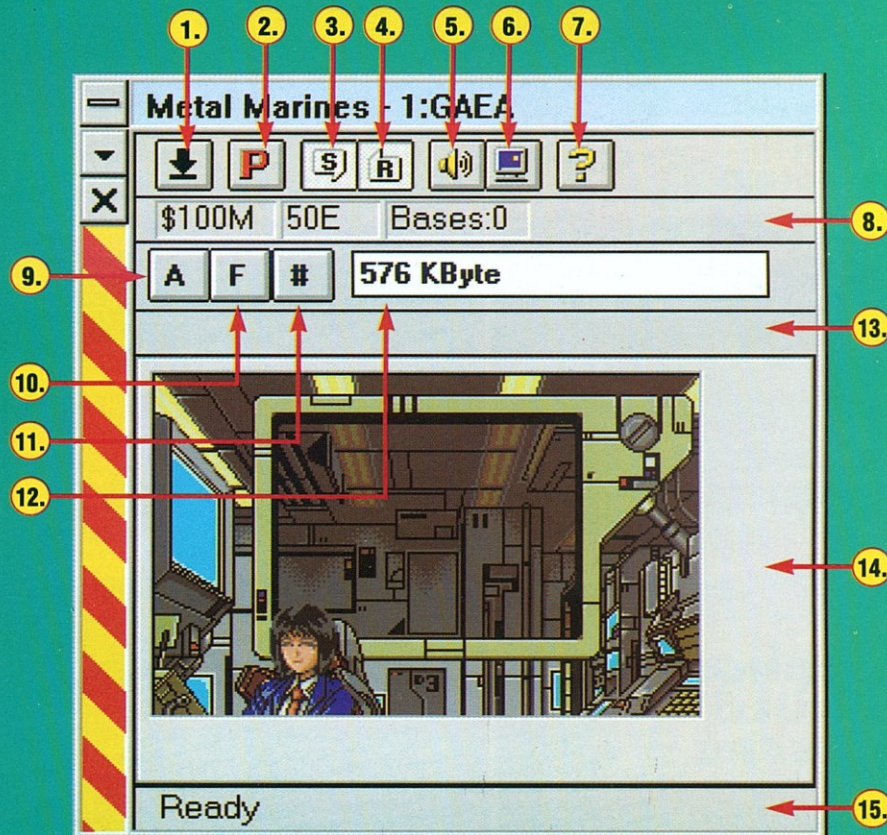 1. 2. 3. 4. 5. 6. 7.
Metal Marines - 1:GAEA
P S R ?
$100M 50E Bases:0
8.
9.
A F # 576 KByte
13.
10.
11.
12.
14.
P3
Ready
15.